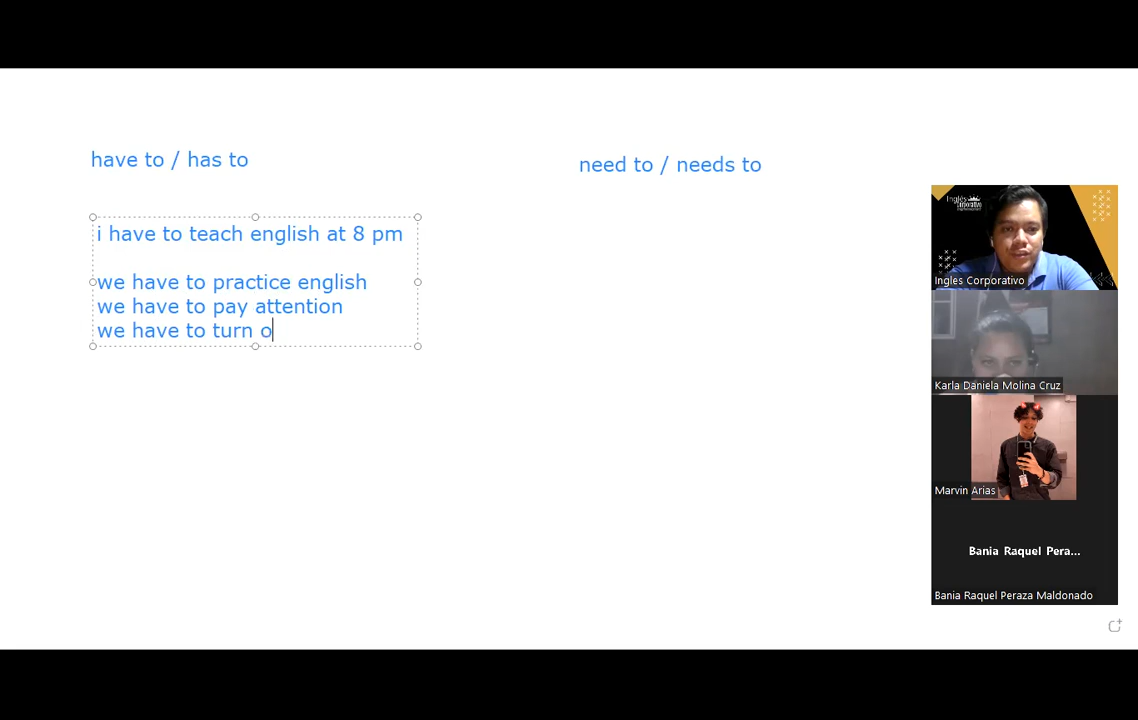 have to / has to
need to / needs to
i have to teach english at 8 pm
we have to practice english
we have to pay attention
we have to turn o
Inglés
Corporativo
Ingles Corporativo
Karla Daniela Molina Cruz
Marvin Arias
Bania Raquel Pera...
Bania Raquel Peraza Maldonado